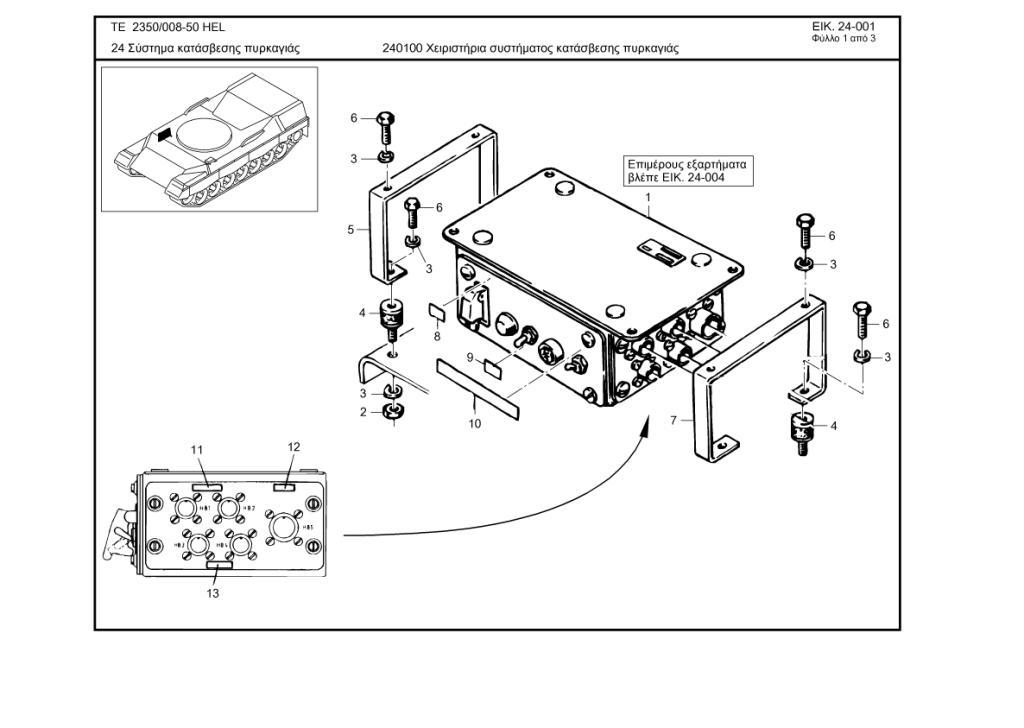 ΤΕ 2350/008-50 HEL
ΕΙΚ. 24-001
Φύλλο 1 από 3
24 Σύστημα κατάσβεσης πυρκαγιάς
240100 Χειριστήρια συστήματος κατάσβεσης πυρκαγιάς
Επιμέρους εξαρτήματα
βλέπε ΕΙΚ. 24-004
6
3
5
6
3
1
6
3
6
3
4
8
9
10
3
2
7
4
11
12
HB1
HB2
HB5
HB3
HB4
13